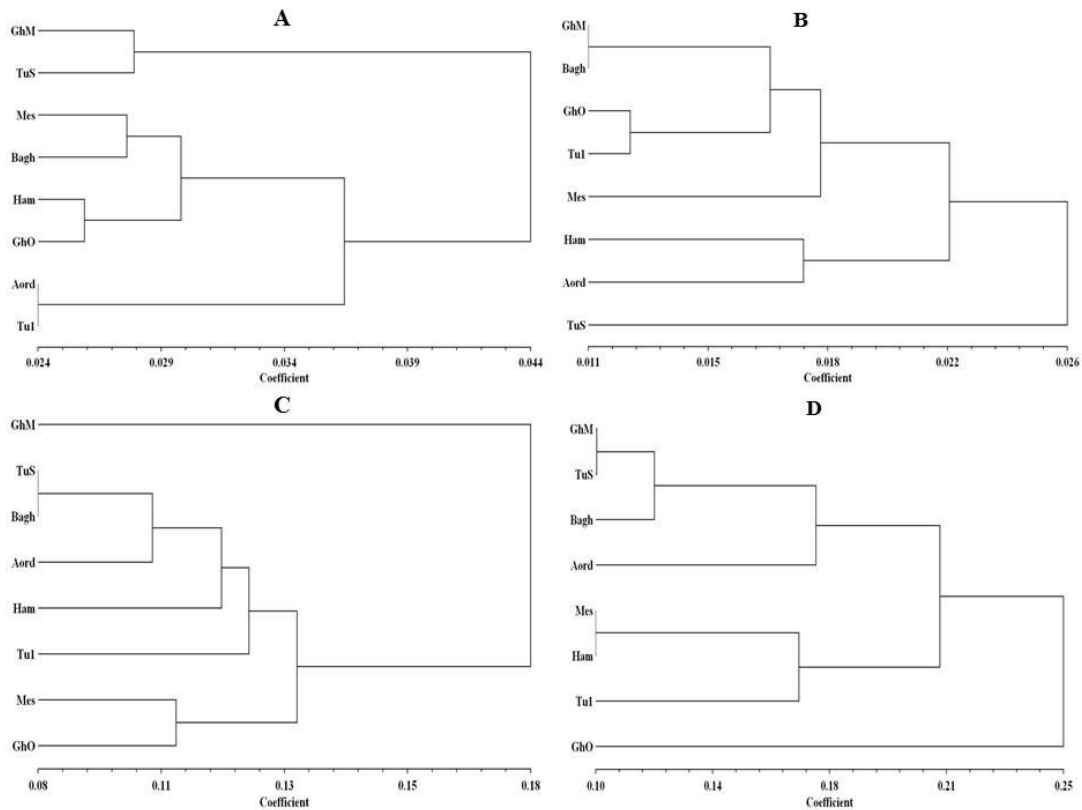 A
GhM
TuS
Mes
Bagh
Ham
GhO
Aord
Tu1
0.024 0.029 0.034 0.039 0.044
Coefficient
B
GhM
Bagh
GhO
Tu1
Mes
Ham
Aord
TuS
0.011 0.015 0.018 0.022 0.026
Coefficient
C
GhM
TuS
Bagh
Aord
Ham
Tu1
Mes
GhO
0.08 0.11 0.13 0.15 0.18
Coefficient
D
GhM
TuS
Bagh
Aord
Mes
Ham
Tu1
GhO
0.10 0.14 0.18 0.21 0.25
Coefficient